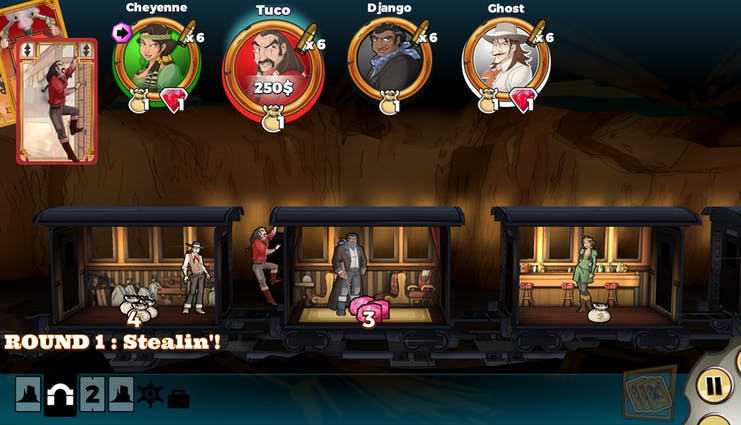 Cheyenne
Tuco
Django
Ghost
x6
x6
x6
x6
250$
1
1
1
1
1
1
4
3
$
ROUND 1 : Stealin'!
2